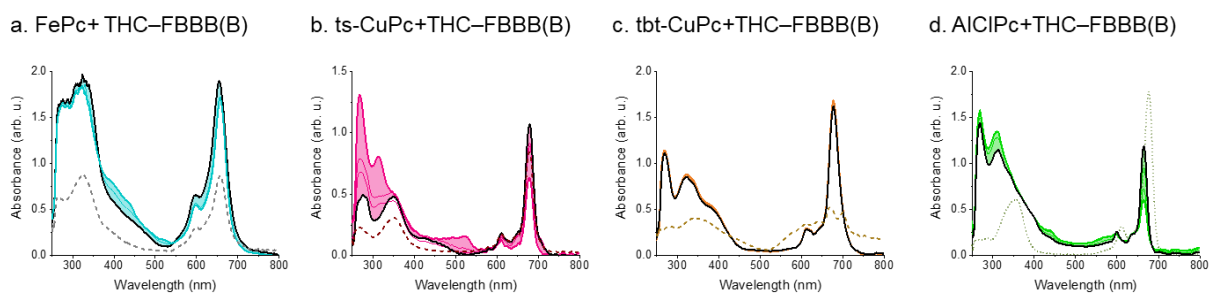 a. FePc+ THC–FBBB(B)
b. ts-CuPc+THC–FBBB(B)
c. tbt-CuPc+THC–FBBB(B)
d. AlClPc+THC–FBBB(B)
Absorbance (arb. u.)
2.0
1.5
1.0
0.5
0.0
300 400 500 600 700 800
Wavelength (nm)
Absorbance (arb. u.)
1.5
1.0
0.5
0.0
300 400 500 600 700 800
Wavelength (nm)
Absorbance (arb. u.)
2.0
1.5
1.0
0.5
0.0
300 400 500 600 700 800
Wavelength (nm)
Absorbance (arb. u.)
2.0
1.5
1.0
0.5
0.0
300 400 500 600 700 800
Wavelength (nm)